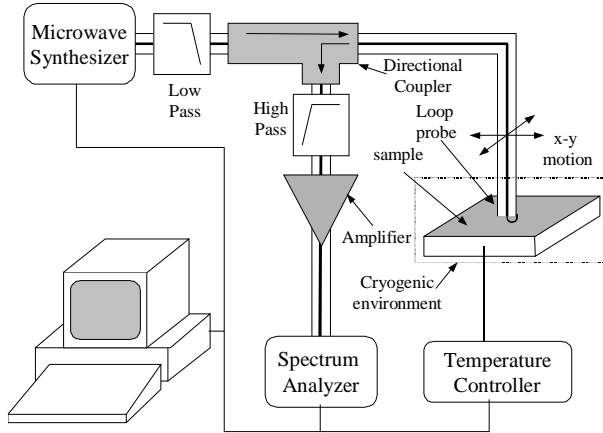 Microwave
Synthesizer
Low
Pass
Directional
Coupler
High
Pass
Loop
probe
x-y
motion
sample
Amplifier
Cryogenic
environment
Spectrum
Analyzer
Temperature
Controller